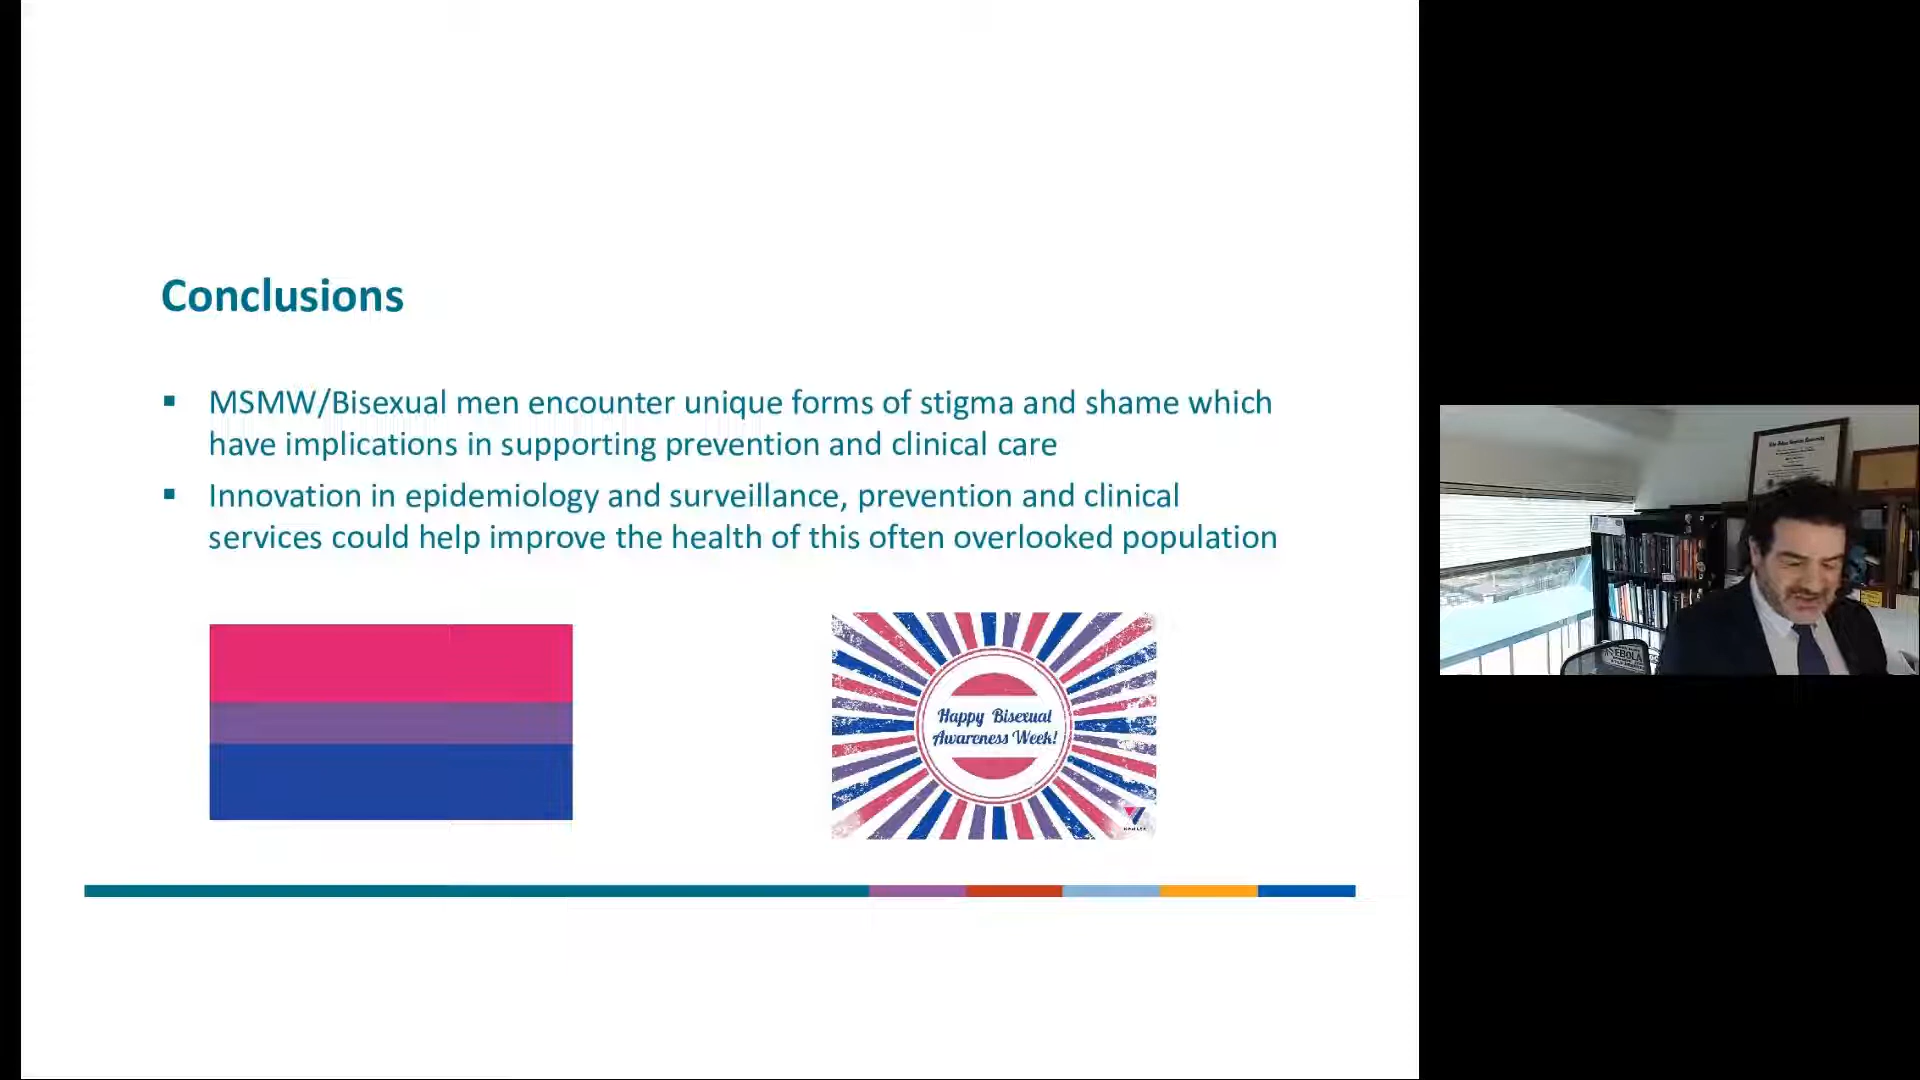 Conclusions
▪ MSMW/Bisexual men encounter unique forms of stigma and shame which
have implications in supporting prevention and clinical care
▪ Innovation in epidemiology and surveillance, prevention and clinical
services could help improve the health of this often overlooked population
Happy Bisexual
Awareness Week!
EBOLA